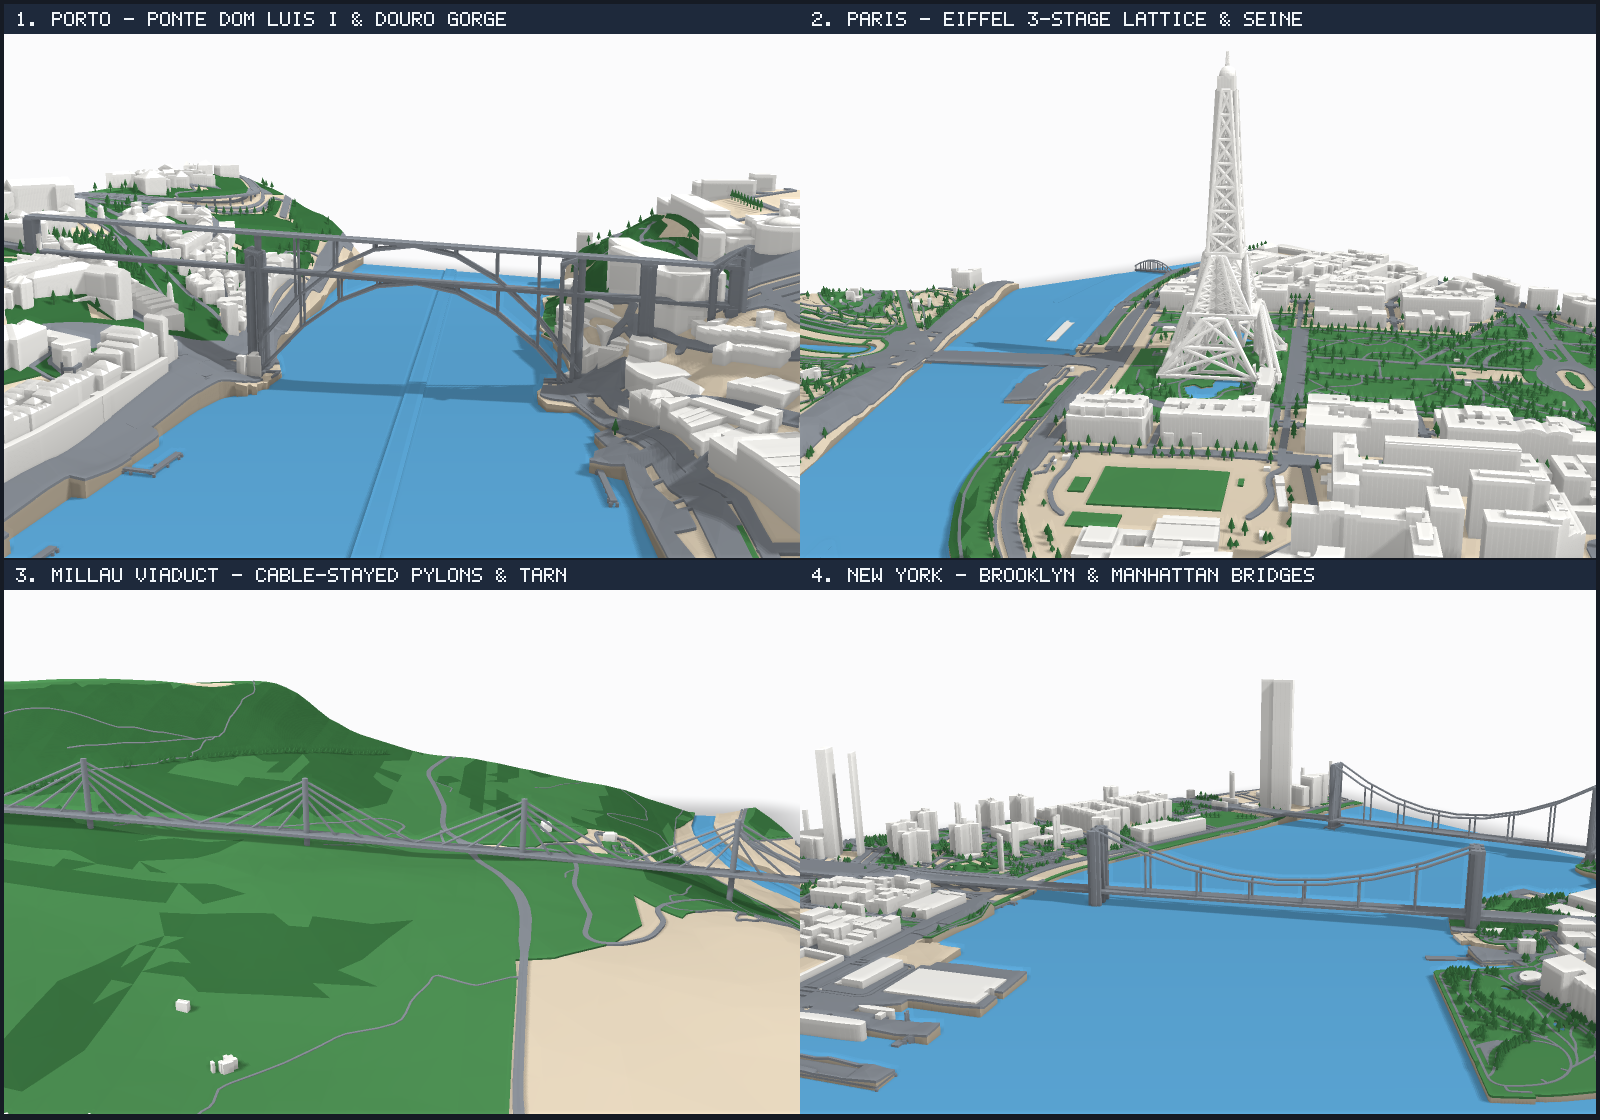 1. PORTO - PONTE DOM LUIS I & DOURO GORGE
2. PARIS - EIFFEL 3-STAGE LATTICE & SEINE
3. MILLAU VIADUCT - CABLE-STAYED PYLONS & TARN
4. NEW YORK - BROOKLYN & MANHATTAN BRIDGES